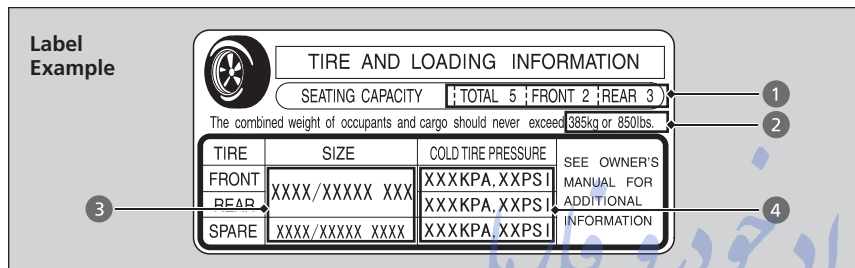 Label
Example
TIRE AND LOADING INFORMATION
SEATING CAPACITY TOTAL 5 FRONT 2 REAR 3
1
The combined weight of occupants and cargo should never exceed 385kg or 850lbs.
2
TIRE SIZE COLD TIRE PRESSURE
SEE OWNER'S
MANUAL FOR
ADDITIONAL
INFORMATION
FRONT XXXX/XXXXX XXX XXXKPA,XXPSI
REAR XXXKPA,XXPSI
SPARE XXXX/XXXXX XXXX XXXKPA,XXPSI
3
4